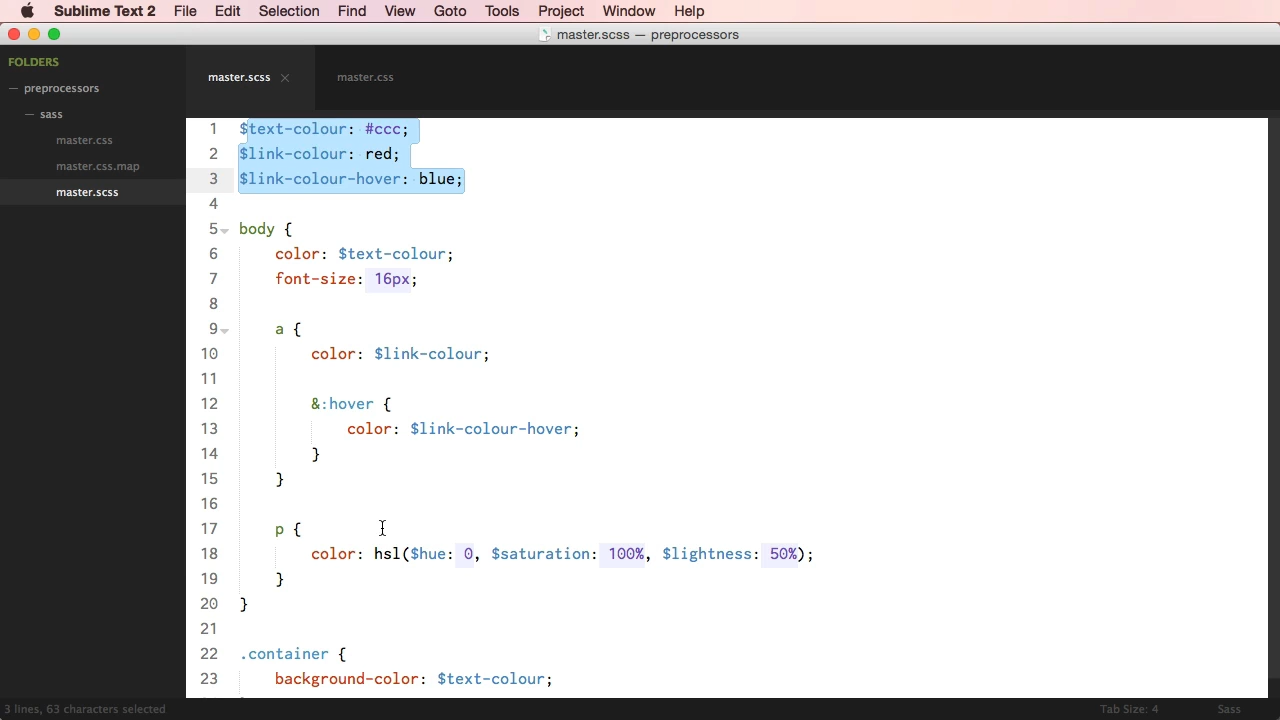 Sublime Text 2 File Edit Selection Find View Goto Tools Project Window Help
master.scss — preprocessors
FOLDERS
preprocessors
sass
master.css
master.css.map
master.scss
master.scss × master.css
1 $text-colour: #ccc;
2 $link-colour: red;
3 $link-colour-hover: blue;
4
5 body {
6 color: $text-colour;
7 font-size: 16px;
8
9 a {
10 color: $link-colour;
11
12 &:hover {
13 color: $link-colour-hover;
14 }
15 }
16
17 p {
18 color: hsl($hue: 0, $saturation: 100%, $lightness: 50%);
19 }
20 }
21
22 .container {
23 background-color: $text-colour;
3 lines, 63 characters selected Tab Size: 4 Sass